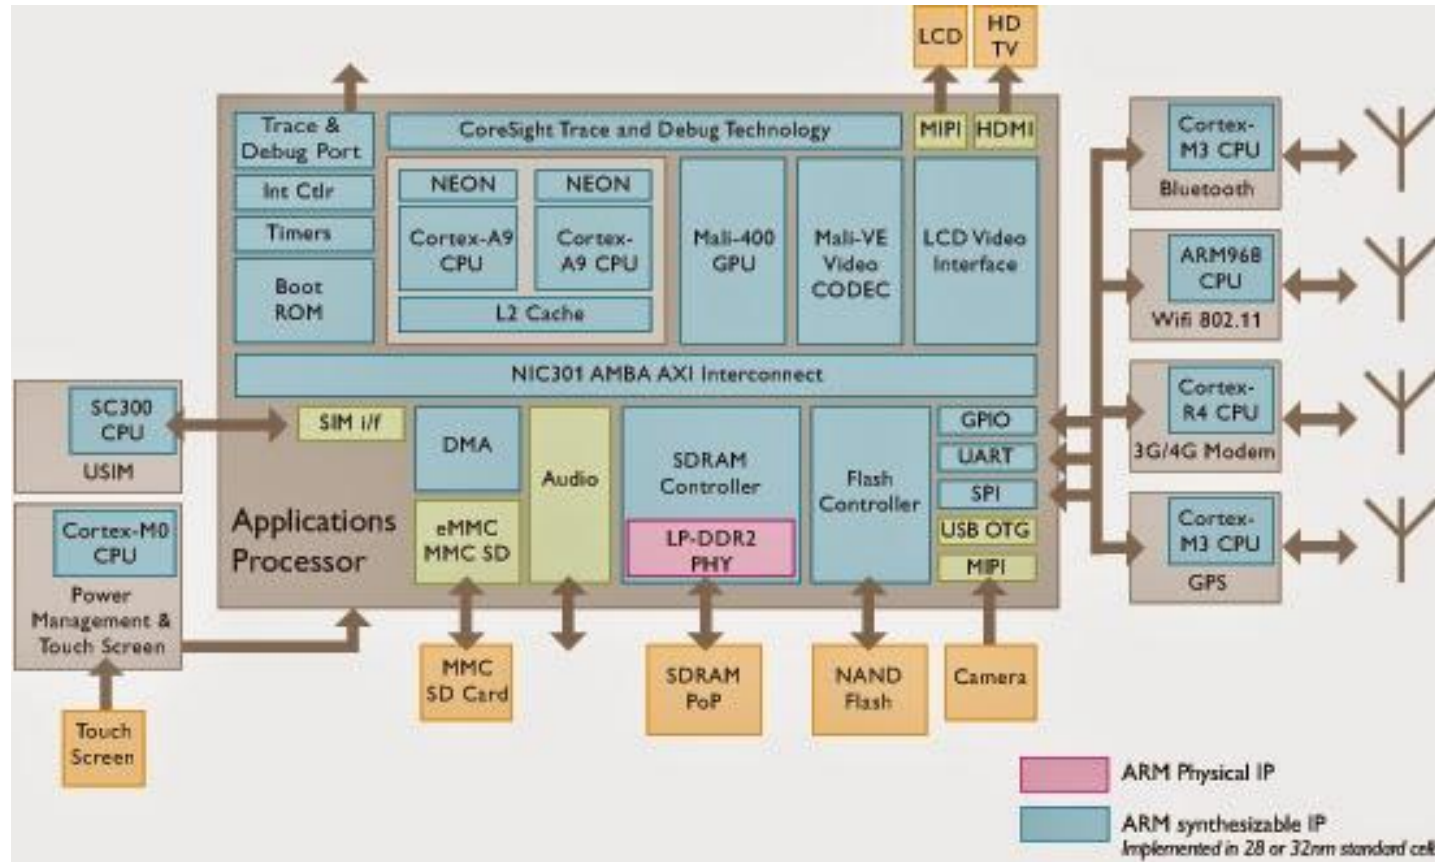 LCD
HD
TV
Trace &
Debug Port
CoreSight Trace and Debug Technology
MIPI
HDMI
Int Ctlr
Timers
Boot
ROM
NEON
NEON
Cortex-A9
CPU
Cortex-
A9 CPU
L2 Cache
Mali-400
GPU
Mali-VE
Video
CODEC
LCD Video
Interface
NIC301 AMBA AXI Interconnect
SIM i/f
DMA
eMMC
MMC SD
Audio
SDRAM
Controller
LP-DDR2
PHY
Flash
Controller
GPIO
UART
SPI
USB OTG
MIPI
Applications
Processor
SC300
CPU
USIM
Cortex-M0
CPU
Power
Management &
Touch Screen
Touch
Screen
MMC
SD Card
SDRAM
PoP
NAND
Flash
Camera
Cortex-
M3 CPU
Bluetooth
ARM968
CPU
Wifi 802.11
Cortex-
R4 CPU
3G/4G Modem
Cortex-
M3 CPU
GPS
ARM Physical IP
ARM synthesizable IP
Implemented in 28 or 32nm standard cell